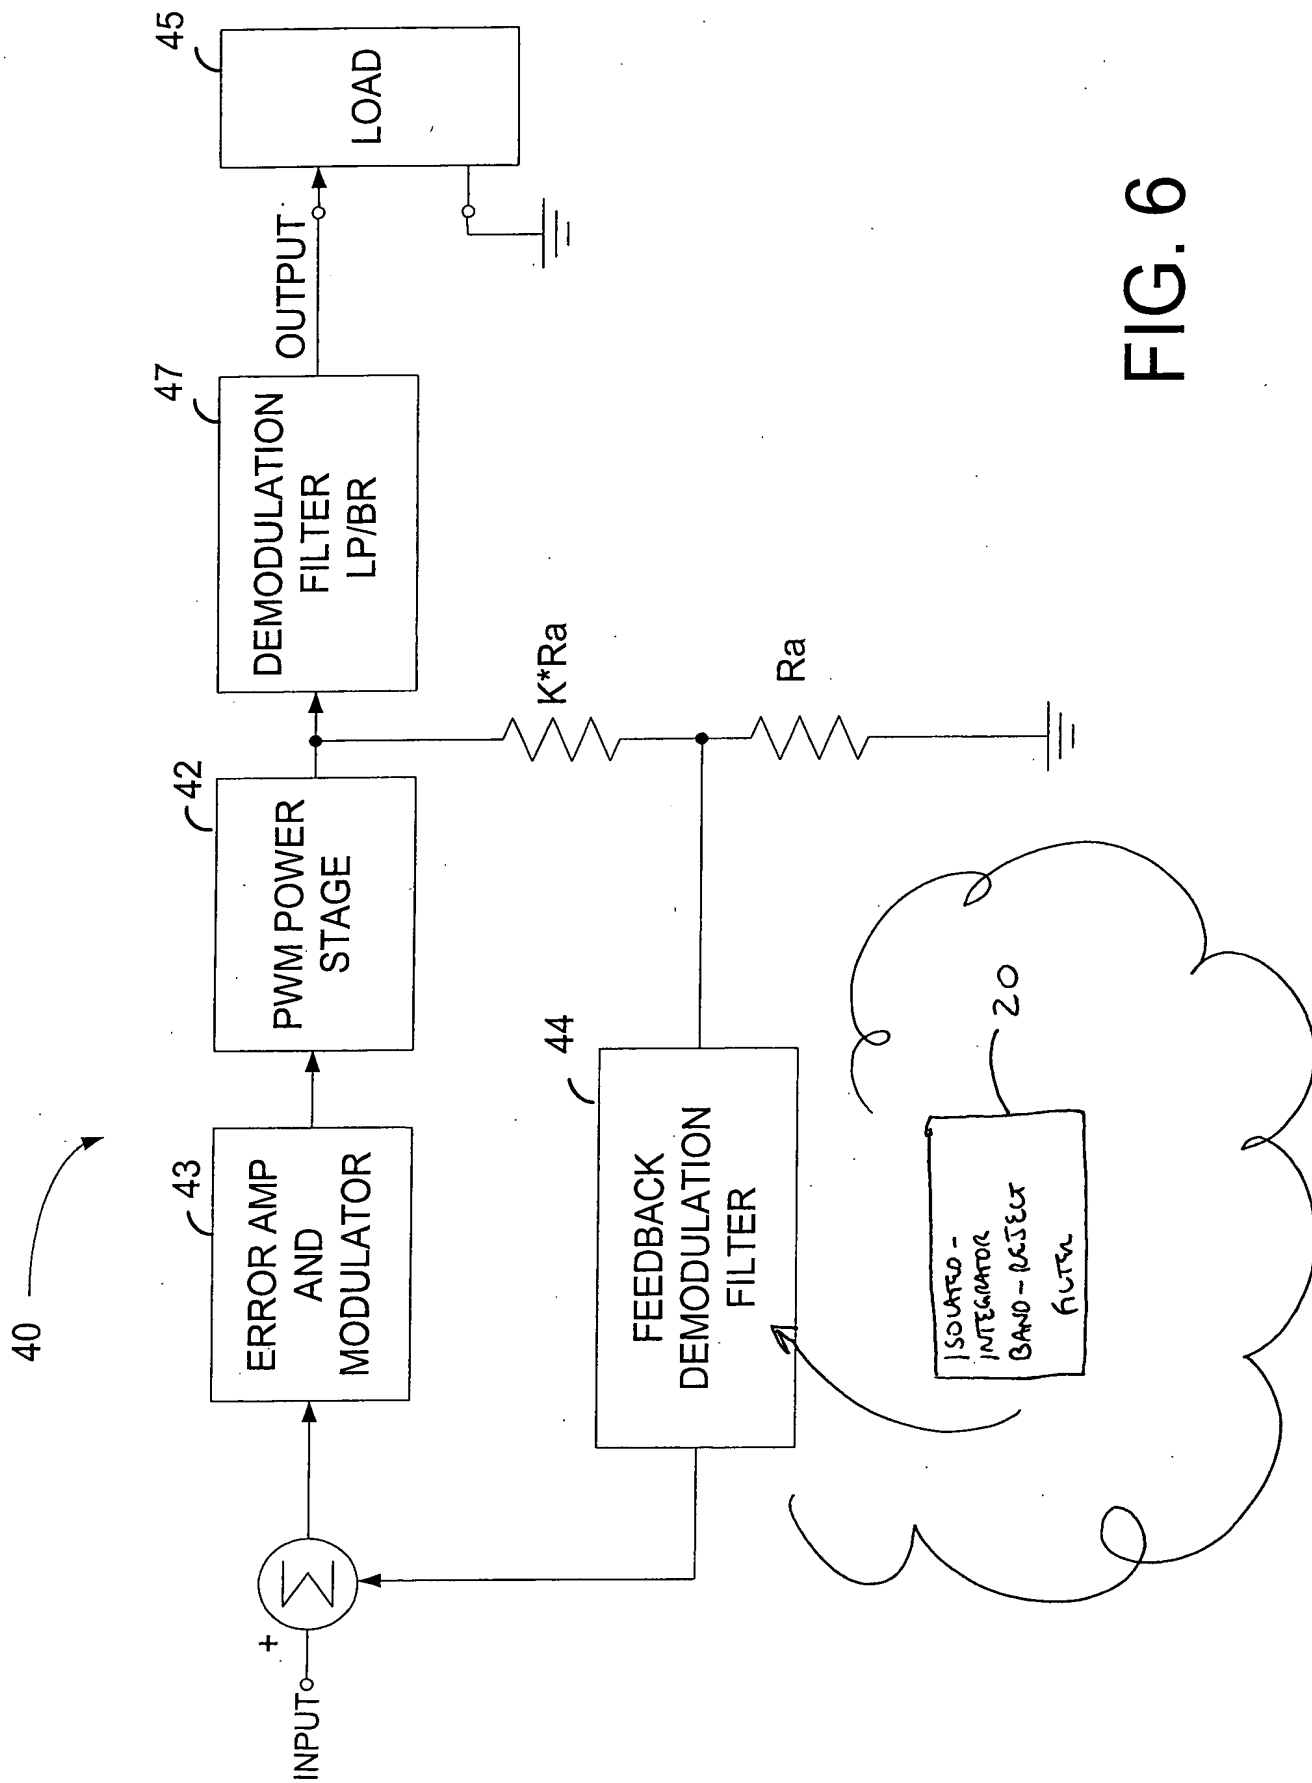 40
INPUT
+
Σ
43
ERROR AMP
AND
MODULATOR
42
PWM POWER
STAGE
47
DEMODULATION
FILTER
LP/BR
OUTPUT
45
LOAD
K*Ra
Ra
44
FEEDBACK
DEMODULATION
FILTER
ISOLATED-
INTEGRATOR
BAND-REJECT
FILTER
20
FIG. 6